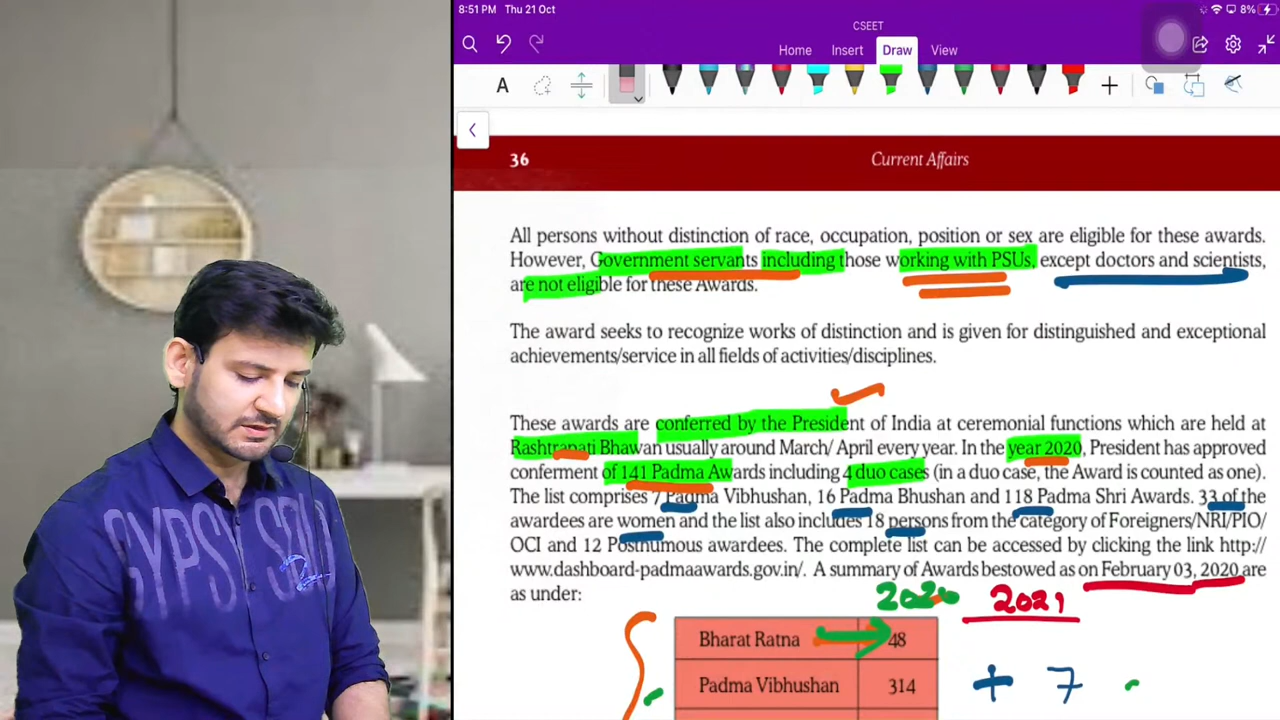 8:51 PM Thu 21 Oct
8%
CSEET
Home Insert Draw View
A
36 Current Affairs
All persons without distinction of race, occupation, position or sex are eligible for these awards.
However, Government servants including those working with PSUs, except doctors and scientists,
are not eligible for these Awards.
The award seeks to recognize works of distinction and is given for distinguished and exceptional
achievements/service in all fields of activities/disciplines.
These awards are conferred by the President of India at ceremonial functions which are held at
Rashtrapati Bhawan usually around March/ April every year. In the year 2020, President has approved
conferment of 141 Padma Awards including 4 duo cases (in a duo case, the Award is counted as one).
The list comprises 7 Padma Vibhushan, 16 Padma Bhushan and 118 Padma Shri Awards. 33 of the
awardees are women and the list also includes 18 persons from the category of Foreigners/NRI/PIO/
OCI and 12 Posthumous awardees. The complete list can be accessed by clicking the link http://
www.dashboard-padmaawards.gov.in/. A summary of Awards bestowed as on February 03, 2020 are
as under:
2020 2021
Bharat Ratna 48
Padma Vibhushan 314 + 7
GYPSY